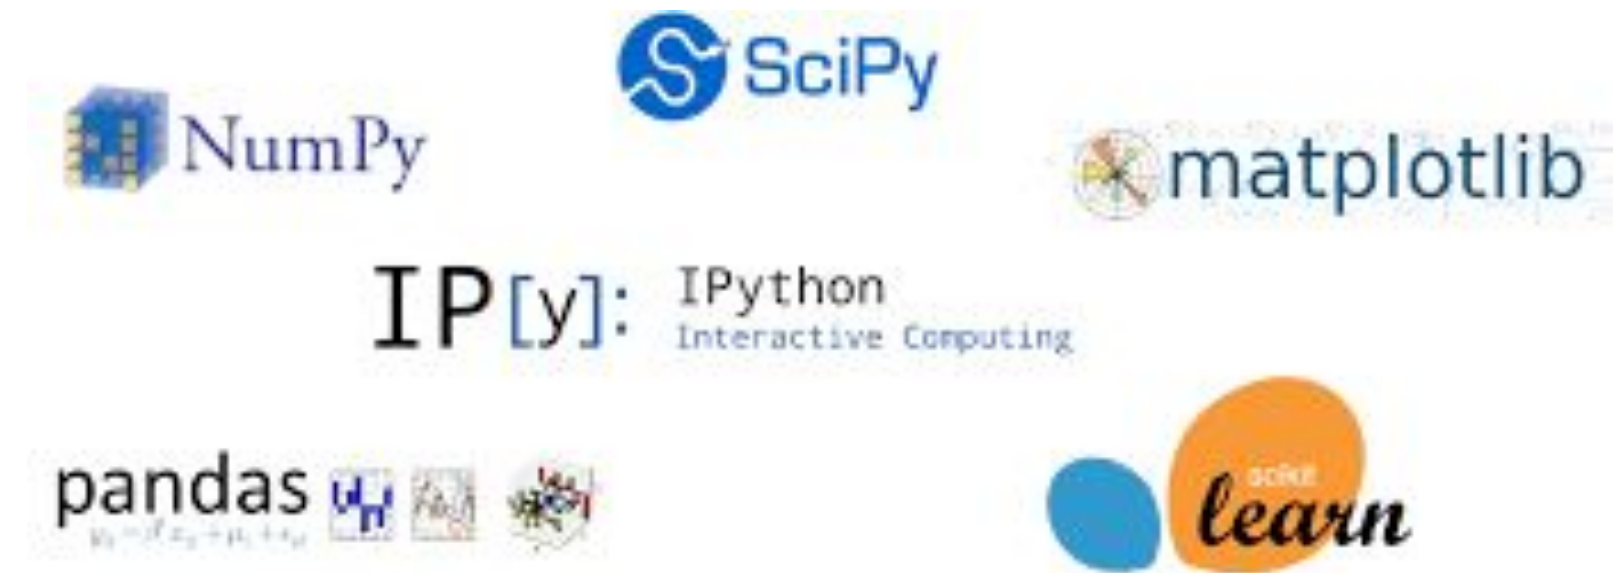 SciPy
NumPy
matplotlib
IP[y]:
IPython
Interactive Computing
pandas
scikit
learn